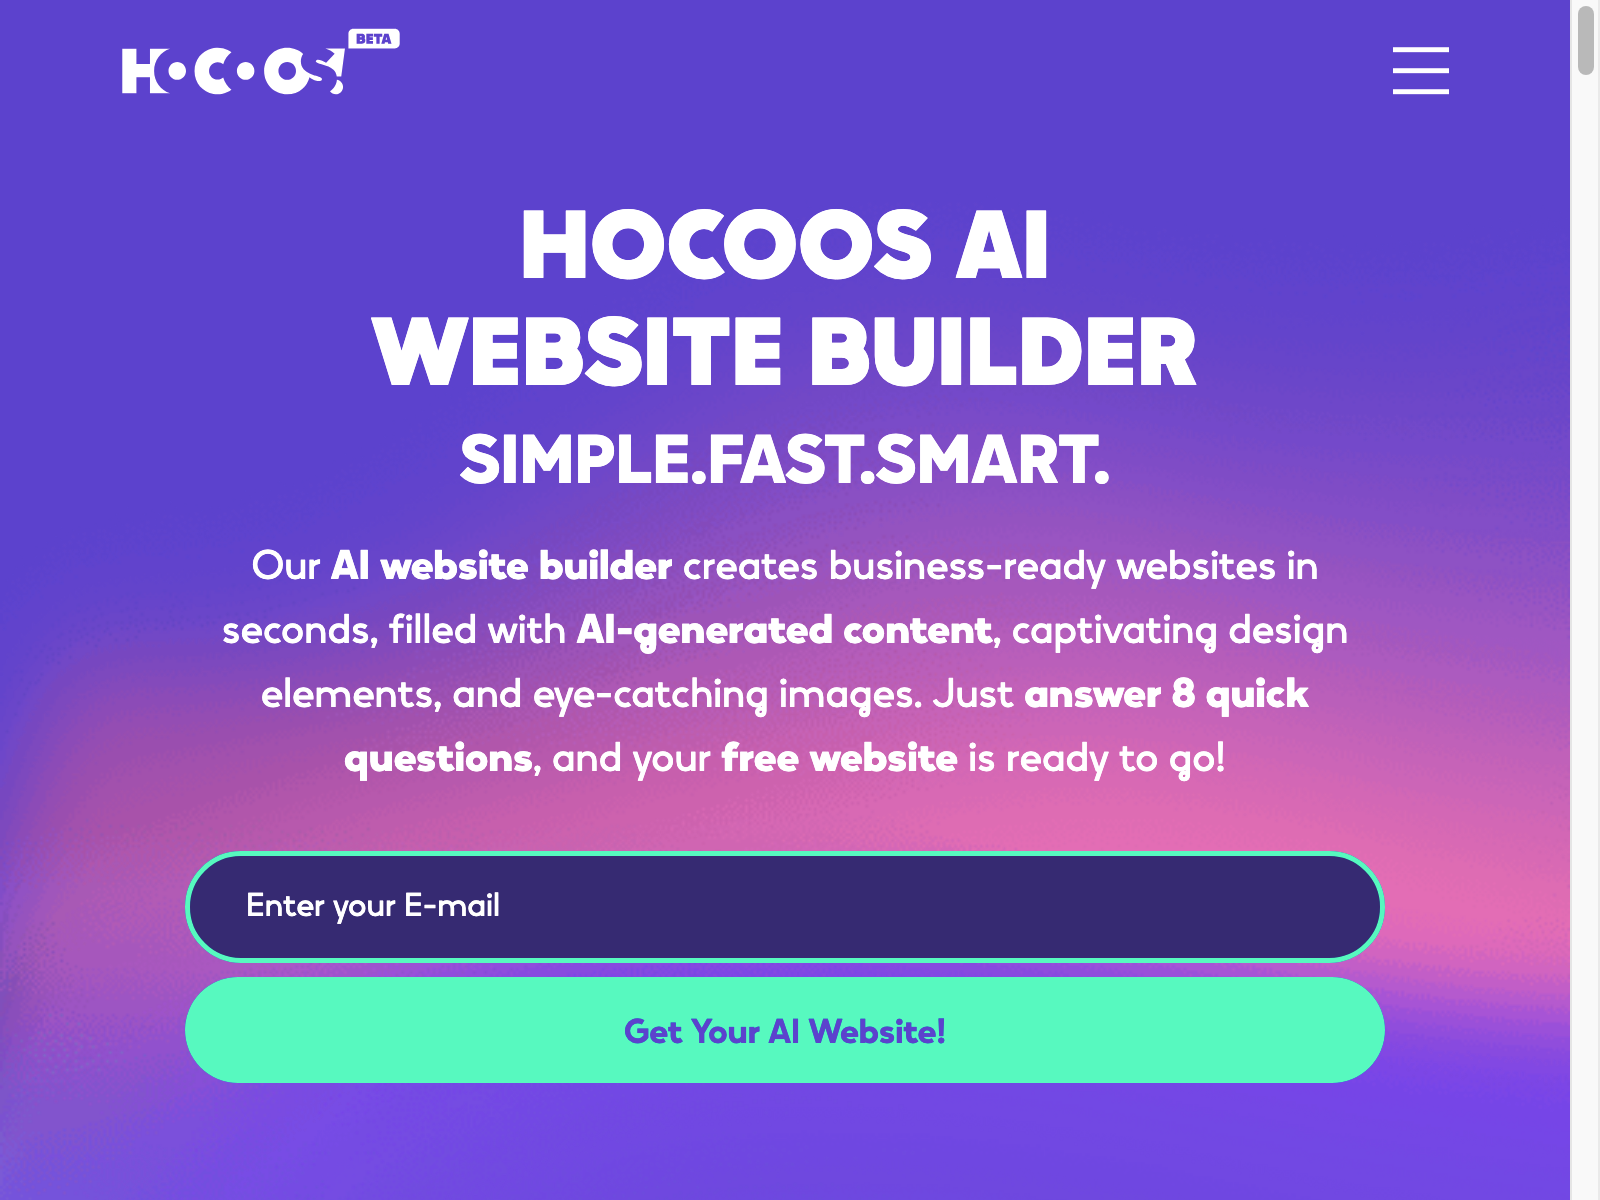 HOCOOS!
BETA
HOCOOS AI
WEBSITE BUILDER
SIMPLE.FAST.SMART.
Our AI website builder creates business-ready websites in
seconds, filled with AI-generated content, captivating design
elements, and eye-catching images. Just answer 8 quick
questions, and your free website is ready to go!
Enter your E-mail
Get Your AI Website!